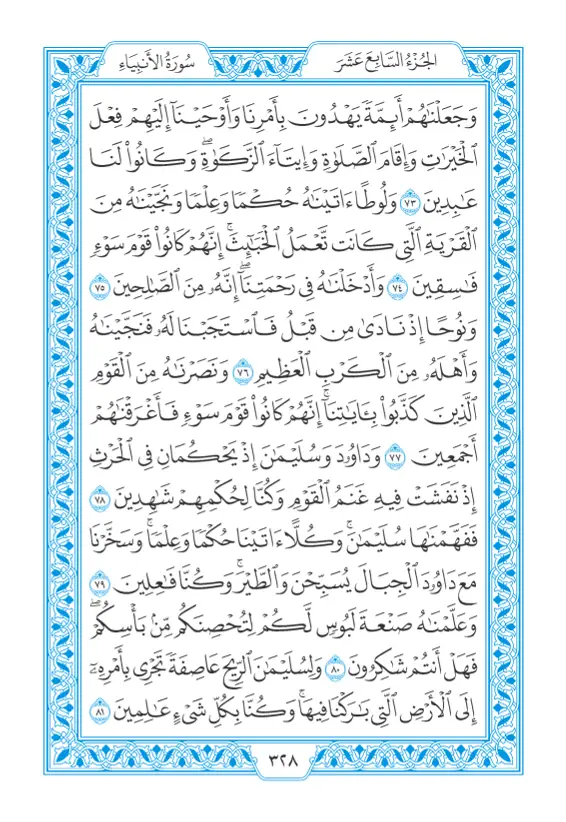 الجُزْءُ السَّابِعَ عَشَرَ
سُورَةُ الأَنْبِيَاءِ
وَجَعَلْنَٰهُمْ أَئِمَّةً يَهْدُونَ بِأَمْرِنَا وَأَوْحَيْنَآ إِلَيْهِمْ فِعْلَ
ٱلْخَيْرَٰتِ وَإِقَامَ ٱلصَّلَوٰةِ وَإِيتَآءَ ٱلزَّكَوٰةِۖ وَكَانُوا۟ لَنَا
عَٰبِدِينَ ٧٣ وَلُوطًا ءَاتَيْنَٰهُ حُكْمًا وَعِلْمًا وَنَجَّيْنَٰهُ مِنَ
ٱلْقَرْيَةِ ٱلَّتِى كَانَت تَّعْمَلُ ٱلْخَبَٰٓئِثَۚ إِنَّهُمْ كَانُوا۟ قَوْمَ سَوْءٍ
فَٰسِقِينَ ٧٤ وَأَدْخَلْنَٰهُ فِى رَحْمَتِنَآۖ إِنَّهُۥ مِنَ ٱلصَّٰلِحِينَ ٧٥
وَنُوحًا إِذْ نَادَىٰ مِن قَبْلُ فَٱسْتَجَبْنَا لَهُۥ فَنَجَّيْنَٰهُ
وَأَهْلَهُۥ مِنَ ٱلْكَرْبِ ٱلْعَظِيمِ ٧٦ وَنَصَرْنَٰهُ مِنَ ٱلْقَوْمِ
ٱلَّذِينَ كَذَّبُوا۟ بِـَٔايَٰتِنَآۚ إِنَّهُمْ كَانُوا۟ قَوْمَ سَوْءٍ فَأَغْرَقْنَٰهُمْ
أَجْمَعِينَ ٧٧ وَدَاوُۥدَ وَسُلَيْمَٰنَ إِذْ يَحْكُمَانِ فِى ٱلْحَرْثِ
إِذْ نَفَشَتْ فِيهِ غَنَمُ ٱلْقَوْمِ وَكُنَّا لِحُكْمِهِمْ شَٰهِدِينَ ٧٨
فَفَهَّمْنَٰهَا سُلَيْمَٰنَۚ وَكُلًّا ءَاتَيْنَا حُكْمًا وَعِلْمًاۚ وَسَخَّرْنَا
مَعَ دَاوُۥدَ ٱلْجِبَالَ يُسَبِّحْنَ وَٱلطَّيْرَۚ وَكُنَّا فَٰعِلِينَ ٧٩
وَعَلَّمْنَٰهُ صَنْعَةَ لَبُوسٍ لَّكُمْ لِتُحْصِنَكُم مِّنۢ بَأْسِكُمْۖ
فَهَلْ أَنتُمْ شَٰكِرُونَ ٨٠ وَلِسُلَيْمَٰنَ ٱلرِّيحَ عَاصِفَةً تَجْرِى بِأَمْرِهِۦٓ
إِلَى ٱلْأَرْضِ ٱلَّتِى بَٰرَكْنَا فِيهَاۚ وَكُنَّا بِكُلِّ شَىْءٍ عَٰلِمِينَ ٨١
٣٢٨